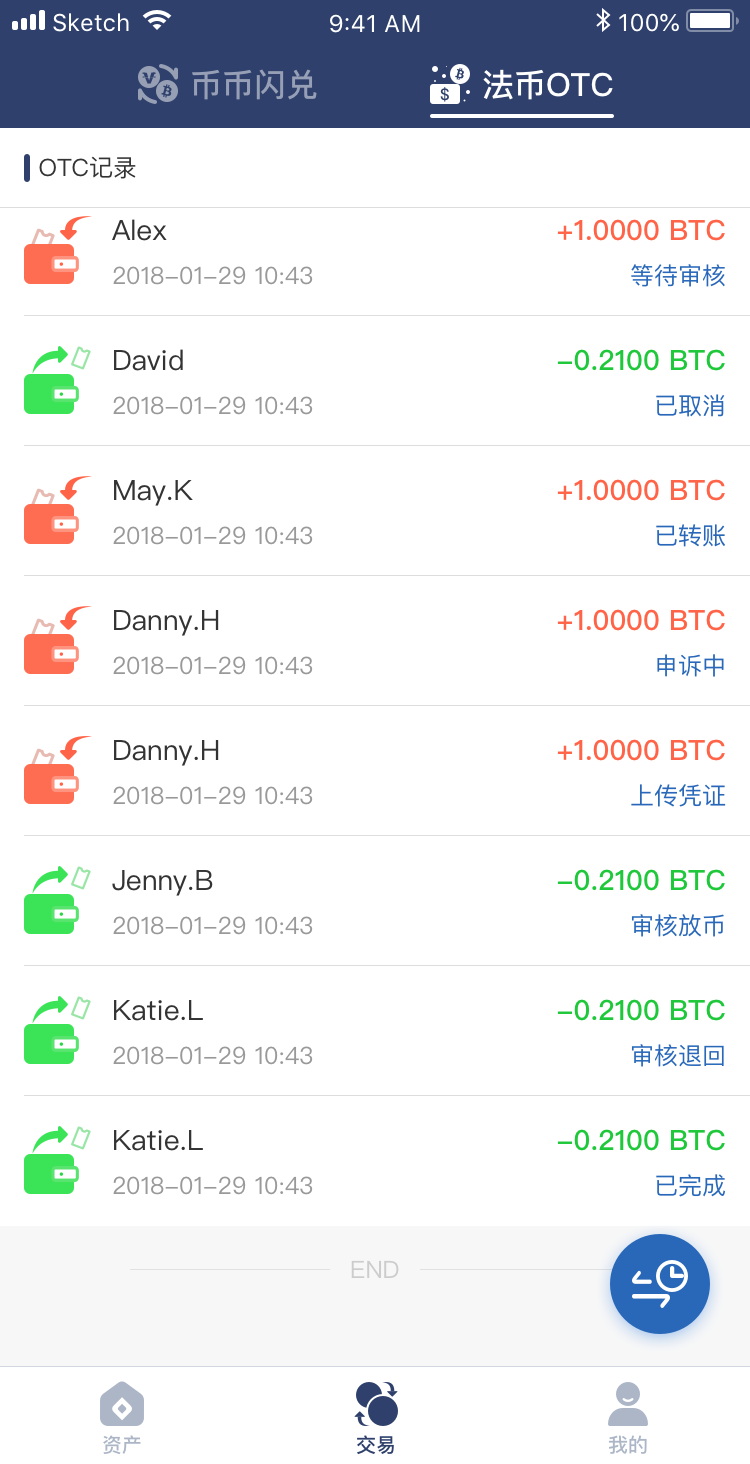 Sketch 9:41 AM 100%
币币闪兑 法币OTC
OTC记录
Alex +1.0000 BTC
2018-01-29 10:43 等待审核
David -0.2100 BTC
2018-01-29 10:43 已取消
May.K +1.0000 BTC
2018-01-29 10:43 已转账
Danny.H +1.0000 BTC
2018-01-29 10:43 申诉中
Danny.H +1.0000 BTC
2018-01-29 10:43 上传凭证
Jenny.B -0.2100 BTC
2018-01-29 10:43 审核放币
Katie.L -0.2100 BTC
2018-01-29 10:43 审核退回
Katie.L -0.2100 BTC
2018-01-29 10:43 已完成
END
资产 交易 我的